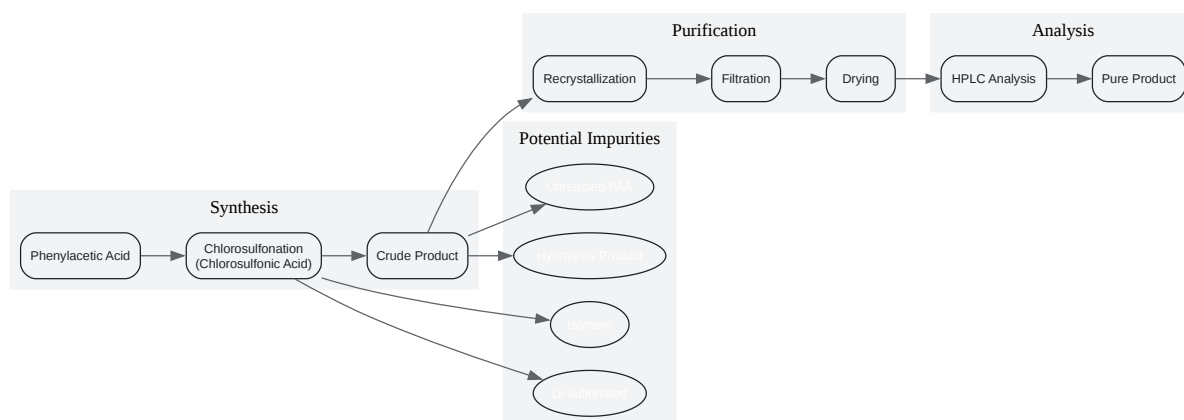 Purification
Recrystallization
Filtration
Drying
Analysis
HPLC Analysis
Pure Product
Potential Impurities
Unreacted PAA
Hydrolysis Product
Isomers
Di-sulfonated
Synthesis
Phenylacetic Acid
Chlorosulfonation
(Chlorosulfonic Acid)
Crude Product